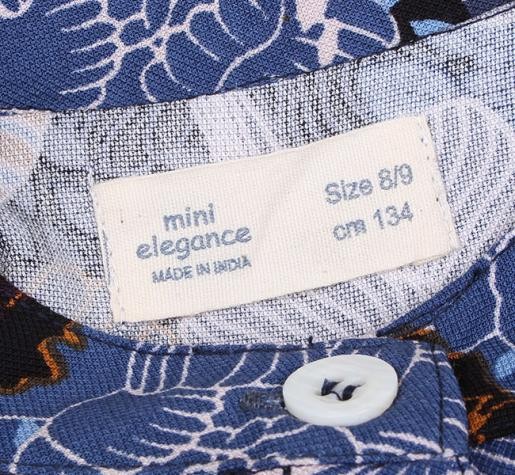 mini
elegance
MADE IN INDIA
Size 8/9
cm 134